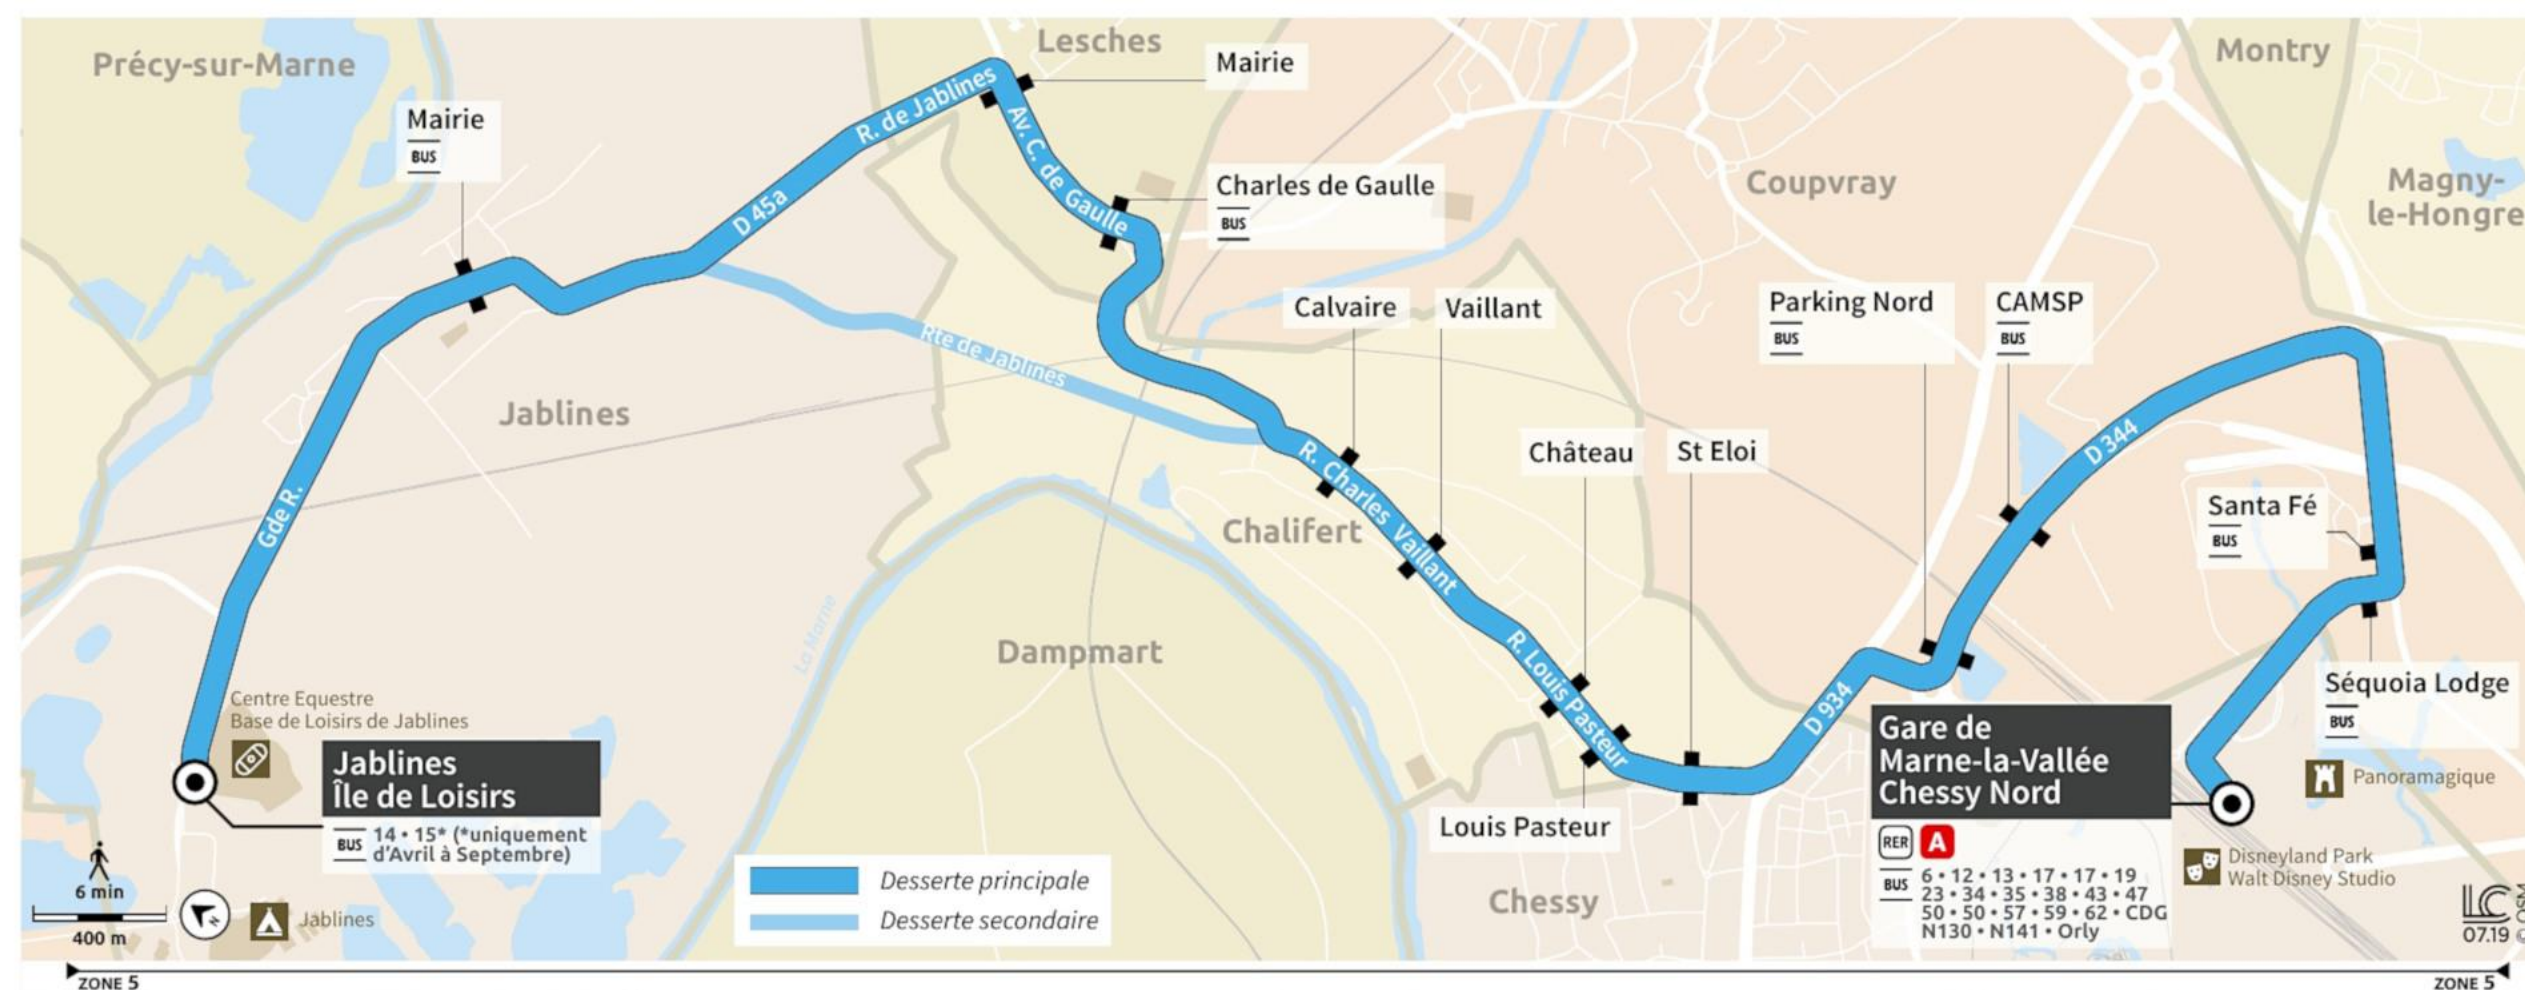 Précy-sur-Marne
Lesches
Mairie
Montry
Mairie
BUS
R. de Jablines
Av. C. de Gaulle
D 45a
Charles de Gaulle
BUS
Coupvray
Magny-
le-Hongre
Calvaire
Vaillant
Parking Nord
BUS
CAMSP
BUS
Rte de Jablines
Jablines
Gde R.
R. Charles Vaillant
Château
St Eloi
D 344
Santa Fé
BUS
Chalifert
La Marne
Dampmart
R. Louis Pasteur
D 934
Séquoia Lodge
BUS
Centre Equestre
Base de Loisirs de Jablines
Jablines
Île de Loisirs
BUS 14 • 15* (*uniquement
d'Avril à Septembre)
Gare de
Marne-la-Vallée
Chessy Nord
RER A
BUS 6 • 12 • 13 • 17 • 17 • 19
23 • 34 • 35 • 38 • 43 • 47
50 • 50 • 57 • 59 • 62 • CDG
N130 • N141 • Orly
Panoramagique
Disneyland Park
Walt Disney Studio
Louis Pasteur
Chessy
Desserte principale
Desserte secondaire
6 min
400 m
N
Jablines
LC
07.19 © OSM
ZONE 5
ZONE 5